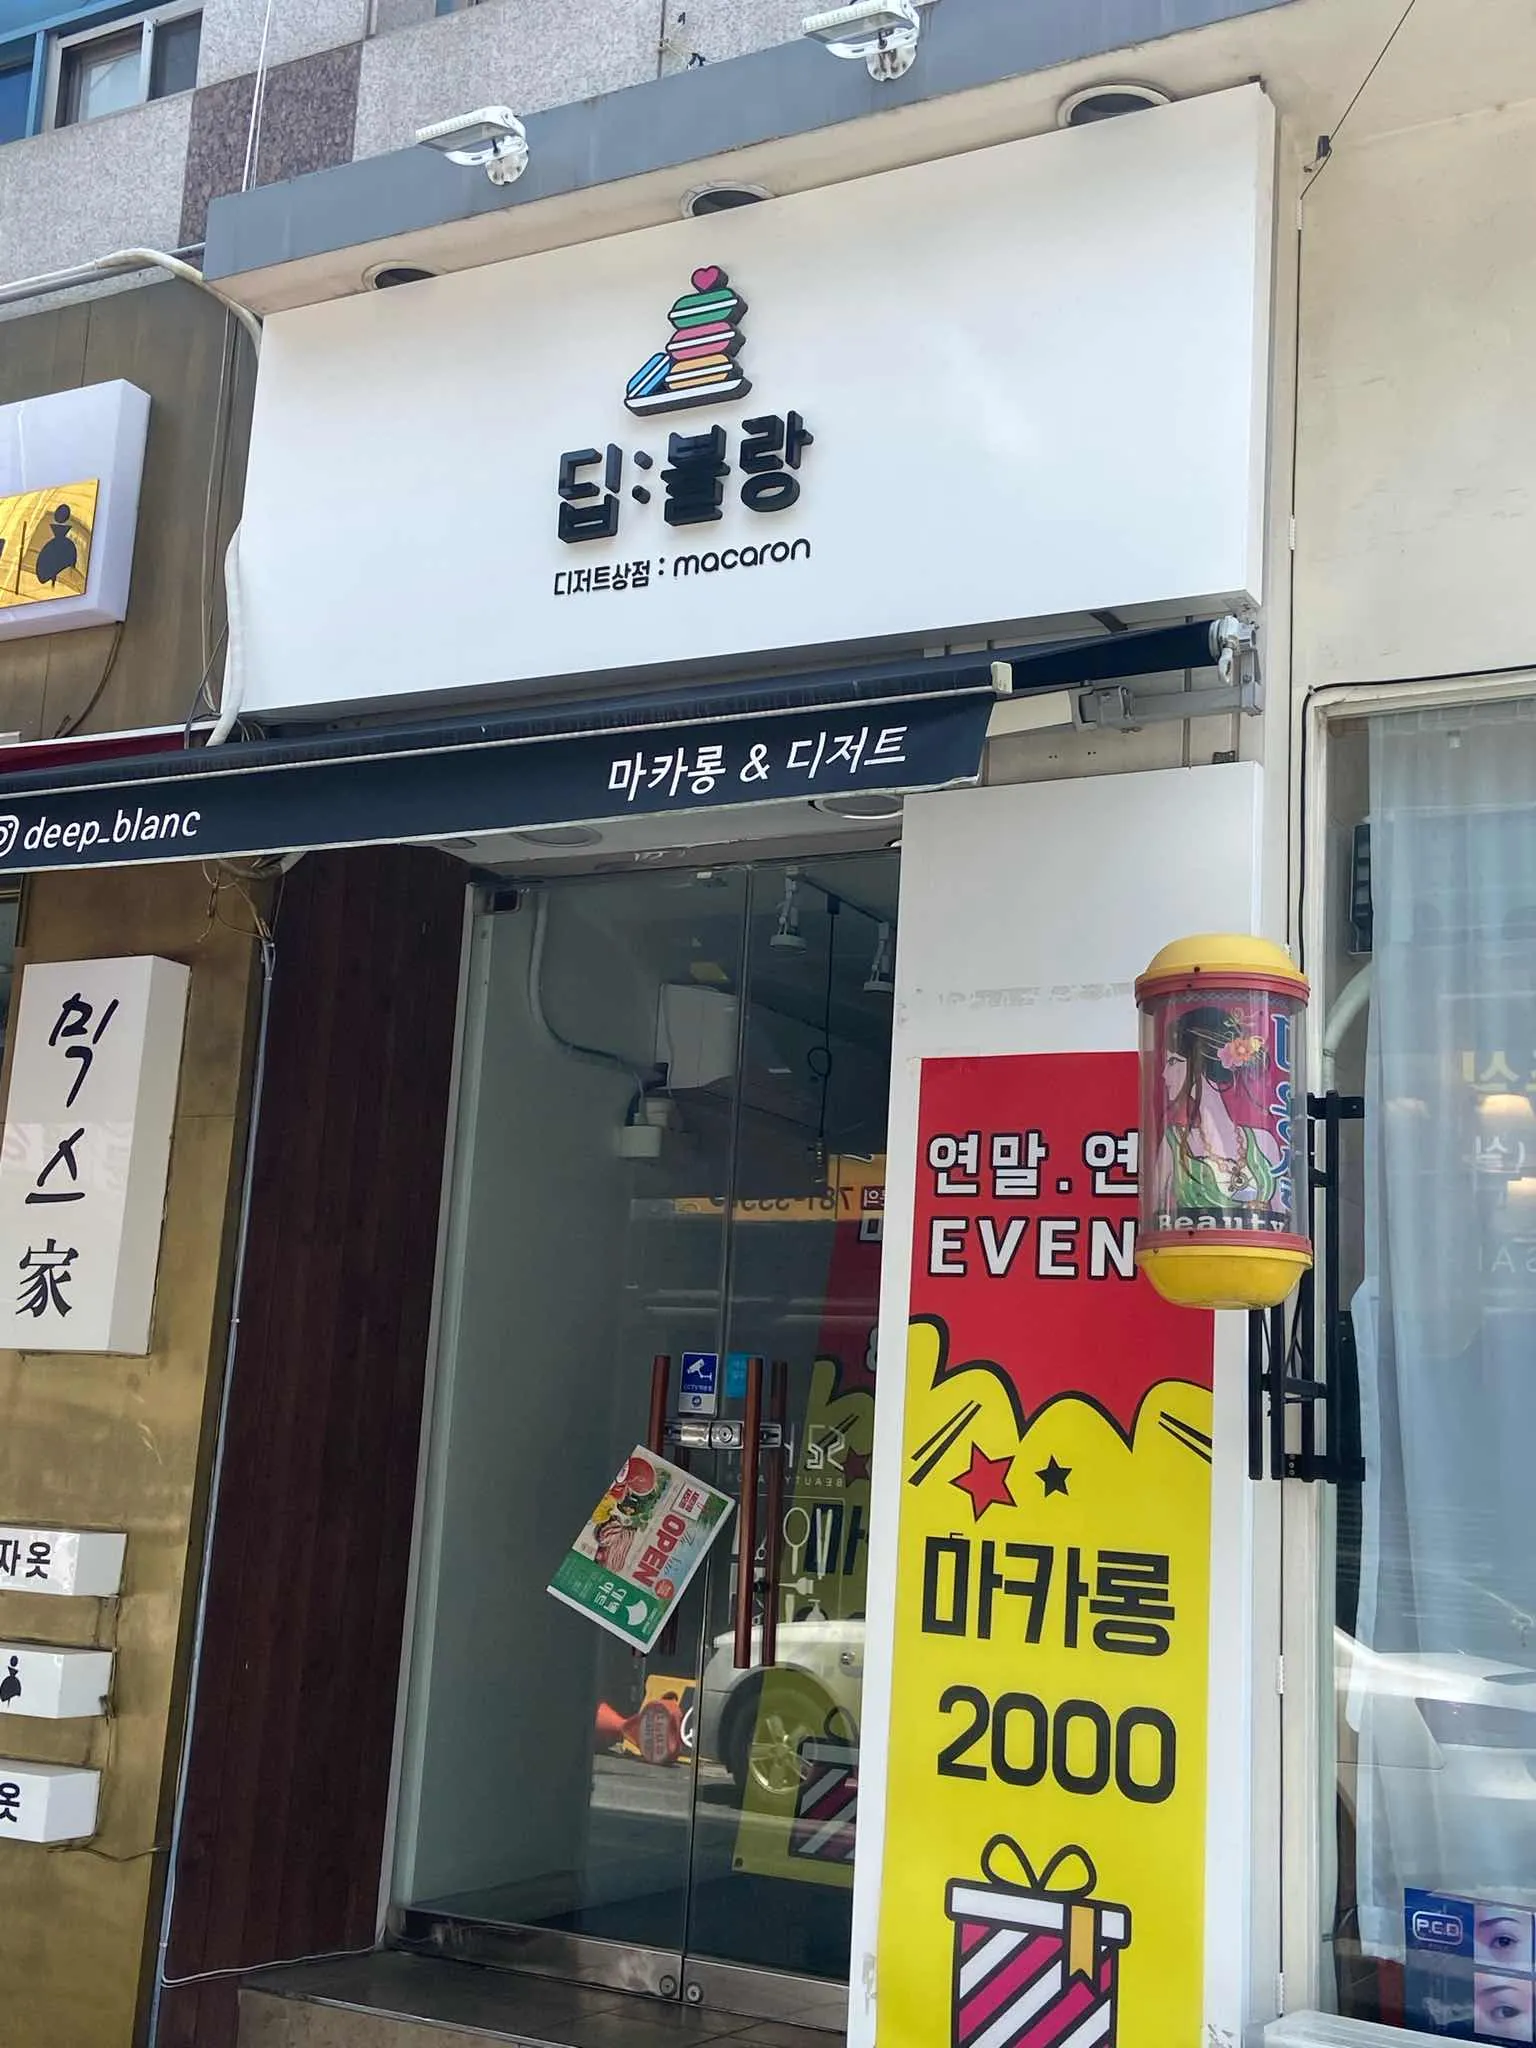 딥:블랑
디저트상점 : macaron
마카롱 & 디저트
deep_blanc
믹스家
자옷
옷
연말.연
EVEN
Beauty
마카롱
2000
OPEN
P.C.D